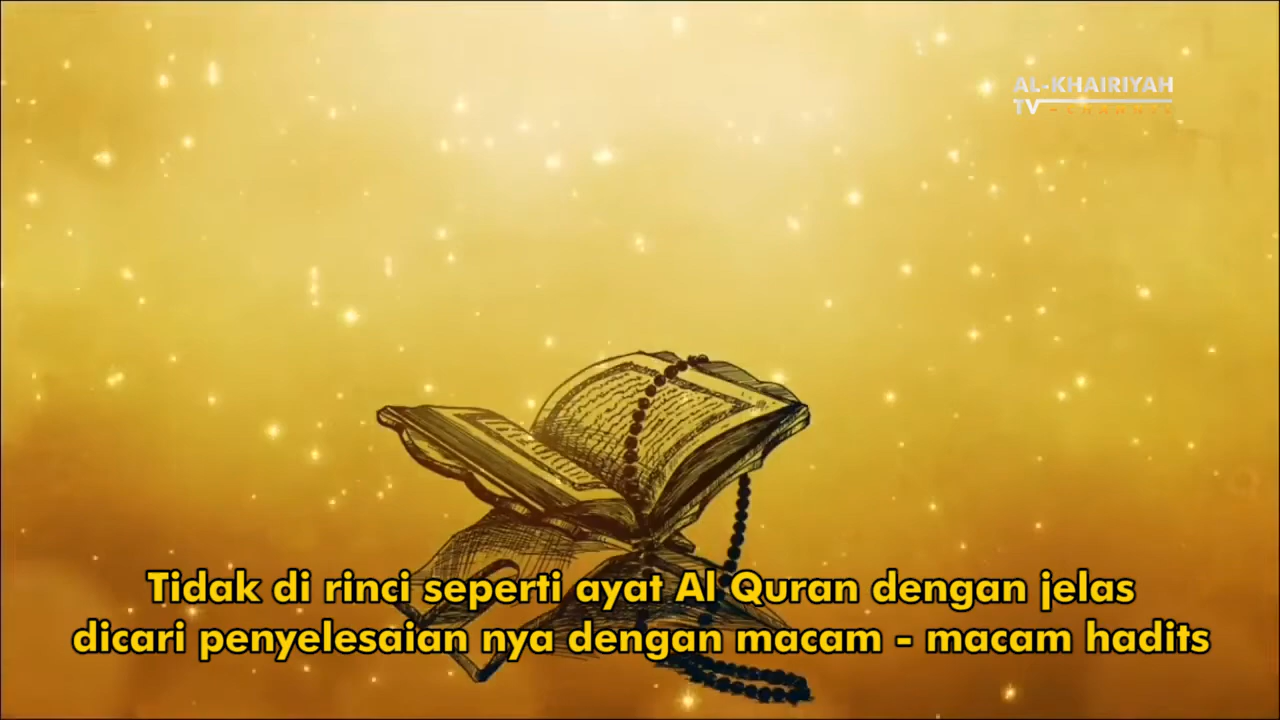 AL-KHAIRIYAH
TV - CHANNEL
Tidak di rinci seperti ayat Al Quran dengan jelas
dicari penyelesaian nya dengan macam - macam hadits